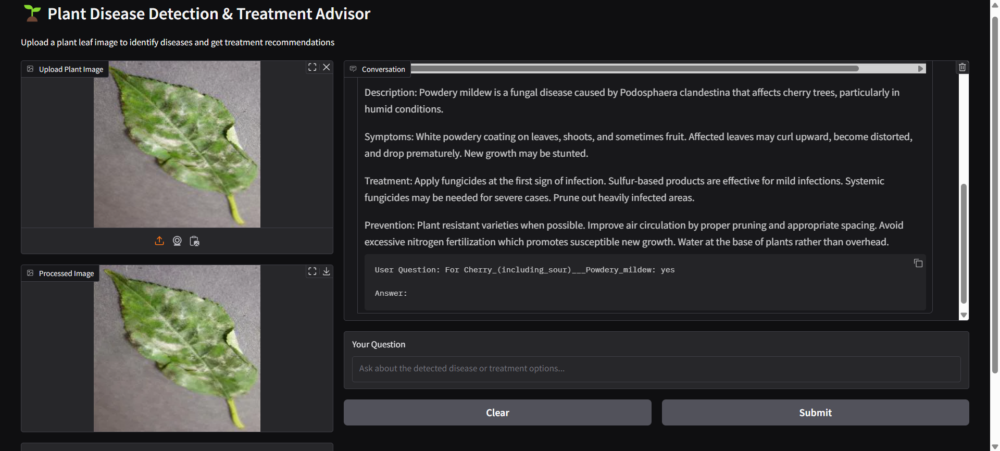 Plant Disease Detection & Treatment Advisor
Upload a plant leaf image to identify diseases and get treatment recommendations
Upload Plant Image
Processed Image
Conversation
Description: Powdery mildew is a fungal disease caused by Podosphaera clandestina that affects cherry trees, particularly in
humid conditions.
Symptoms: White powdery coating on leaves, shoots, and sometimes fruit. Affected leaves may curl upward, become distorted,
and drop prematurely. New growth may be stunted.
Treatment: Apply fungicides at the first sign of infection. Sulfur-based products are effective for mild infections. Systemic
fungicides may be needed for severe cases. Prune out heavily infected areas.
Prevention: Plant resistant varieties when possible. Improve air circulation by proper pruning and appropriate spacing. Avoid
excessive nitrogen fertilization which promotes susceptible new growth. Water at the base of plants rather than overhead.
User Question: For Cherry_(including_sour)___Powdery_mildew: yes
Answer:
Your Question
Ask about the detected disease or treatment options...
Clear
Submit